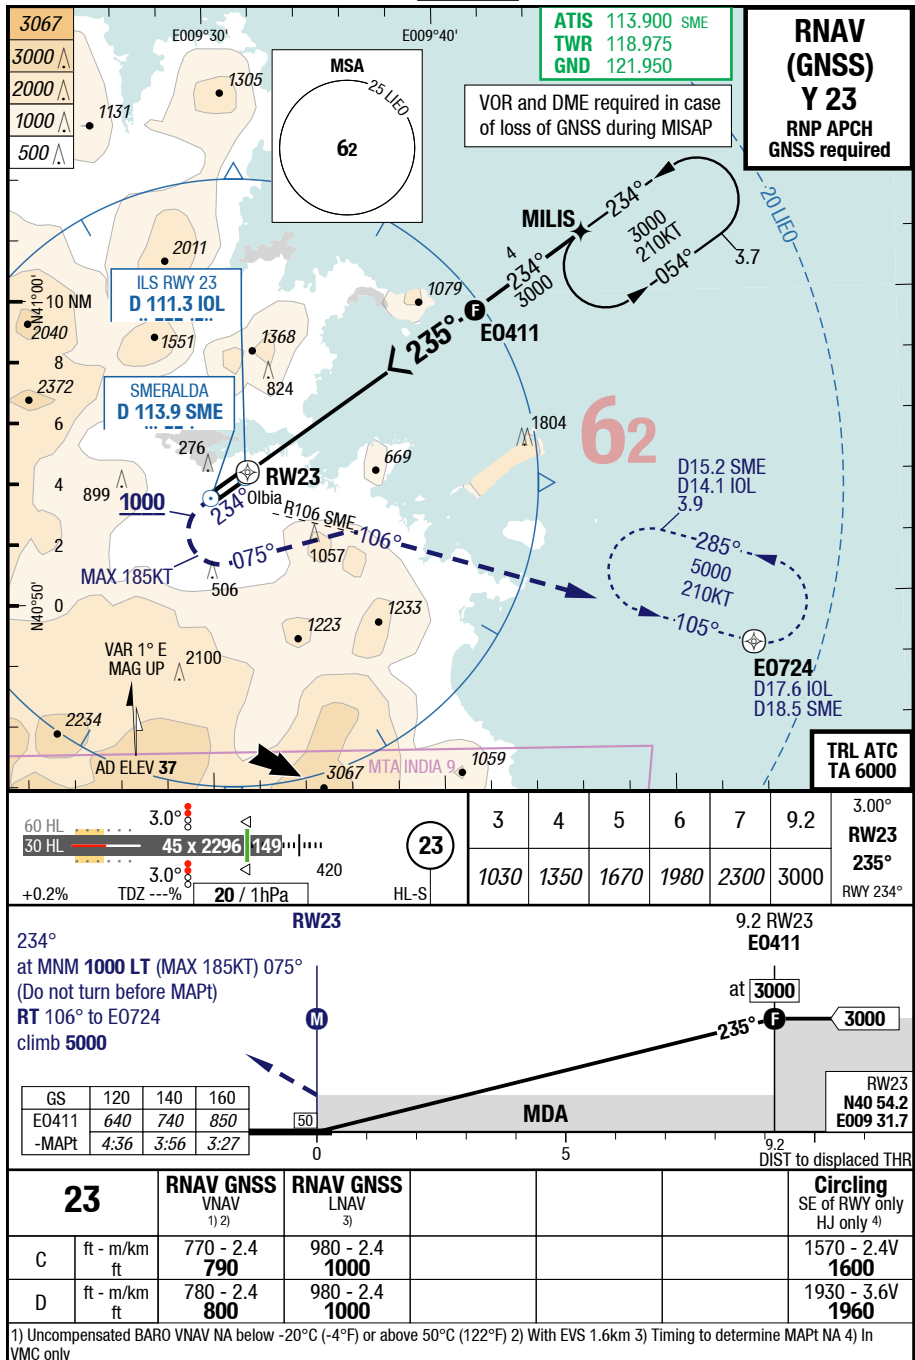 3067
3000
2000
1000
500
E009°30'
E009°40'
ATIS 113.900 SME
TWR 118.975
GND 121.950
RNAV
(GNSS)
Y 23
RNP APCH
GNSS required
MSA
25 LIEO
62
VOR and DME required in case
of loss of GNSS during MISAP
1305
1131
20 LIEO
MILIS
234°
3000
210KT
054°
3.7
4
234°
3000
2011
ILS RWY 23
D 111.3 IOL
N41°00'
10 NM
2040
1551
1368
824
1079
F
E0411
235°
8
2372
SMERALDA
D 113.9 SME
6
276
669
1804
62
RW23
Olbia
4
899
1000
234°
R106 SME
106°
D15.2 SME
D14.1 IOL
3.9
285°
5000
210KT
105°
2
MAX 185KT
075°
1057
506
N40°50'
0
1233
1223
E0724
D17.6 IOL
D18.5 SME
VAR 1° E
MAG UP
2100
2234
AD ELEV 37
3067
MTA INDIA 9
1059
TRL ATC
TA 6000
60 HL
30 HL
3.0°
45 x 2296
149
3.0°
420
+0.2%
TDZ ---%
20 / 1hPa
HL-S
23
3 4 5 6 7 9.2
1030 1350 1670 1980 2300 3000
3.00°
RW23
235°
RWY 234°
RW23
9.2 RW23
E0411
234°
at MNM 1000 LT (MAX 185KT) 075°
(Do not turn before MAPt)
RT 106° to E0724
climb 5000
M
at 3000
235°
F
3000
GS 120 140 160
E0411 640 740 850
-MAPt 4:36 3:56 3:27
50
MDA
RW23
N40 54.2
E009 31.7
0
5
9.2
DIST to displaced THR
23
RNAV GNSS
VNAV
1) 2)
RNAV GNSS
LNAV
3)
Circling
SE of RWY only
HJ only 4)
C ft - m/km 770 - 2.4 980 - 2.4 1570 - 2.4V
ft 790 1000 1600
D ft - m/km 780 - 2.4 980 - 2.4 1930 - 3.6V
ft 800 1000 1960
1) Uncompensated BARO VNAV NA below -20°C (-4°F) or above 50°C (122°F) 2) With EVS 1.6km 3) Timing to determine MAPt NA 4) In
VMC only